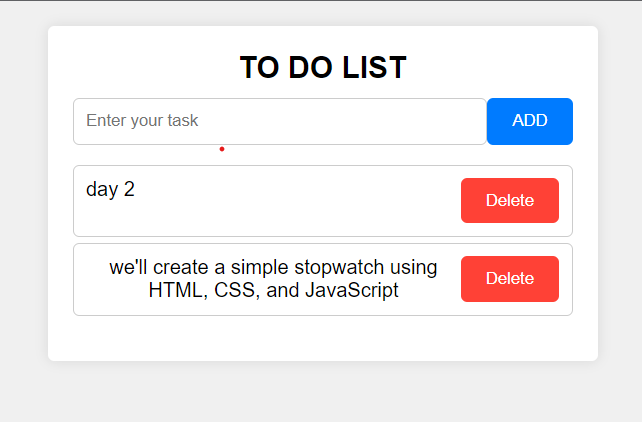 TO DO LIST
Enter your task
ADD
day 2
Delete
we'll create a simple stopwatch using
HTML, CSS, and JavaScript
Delete